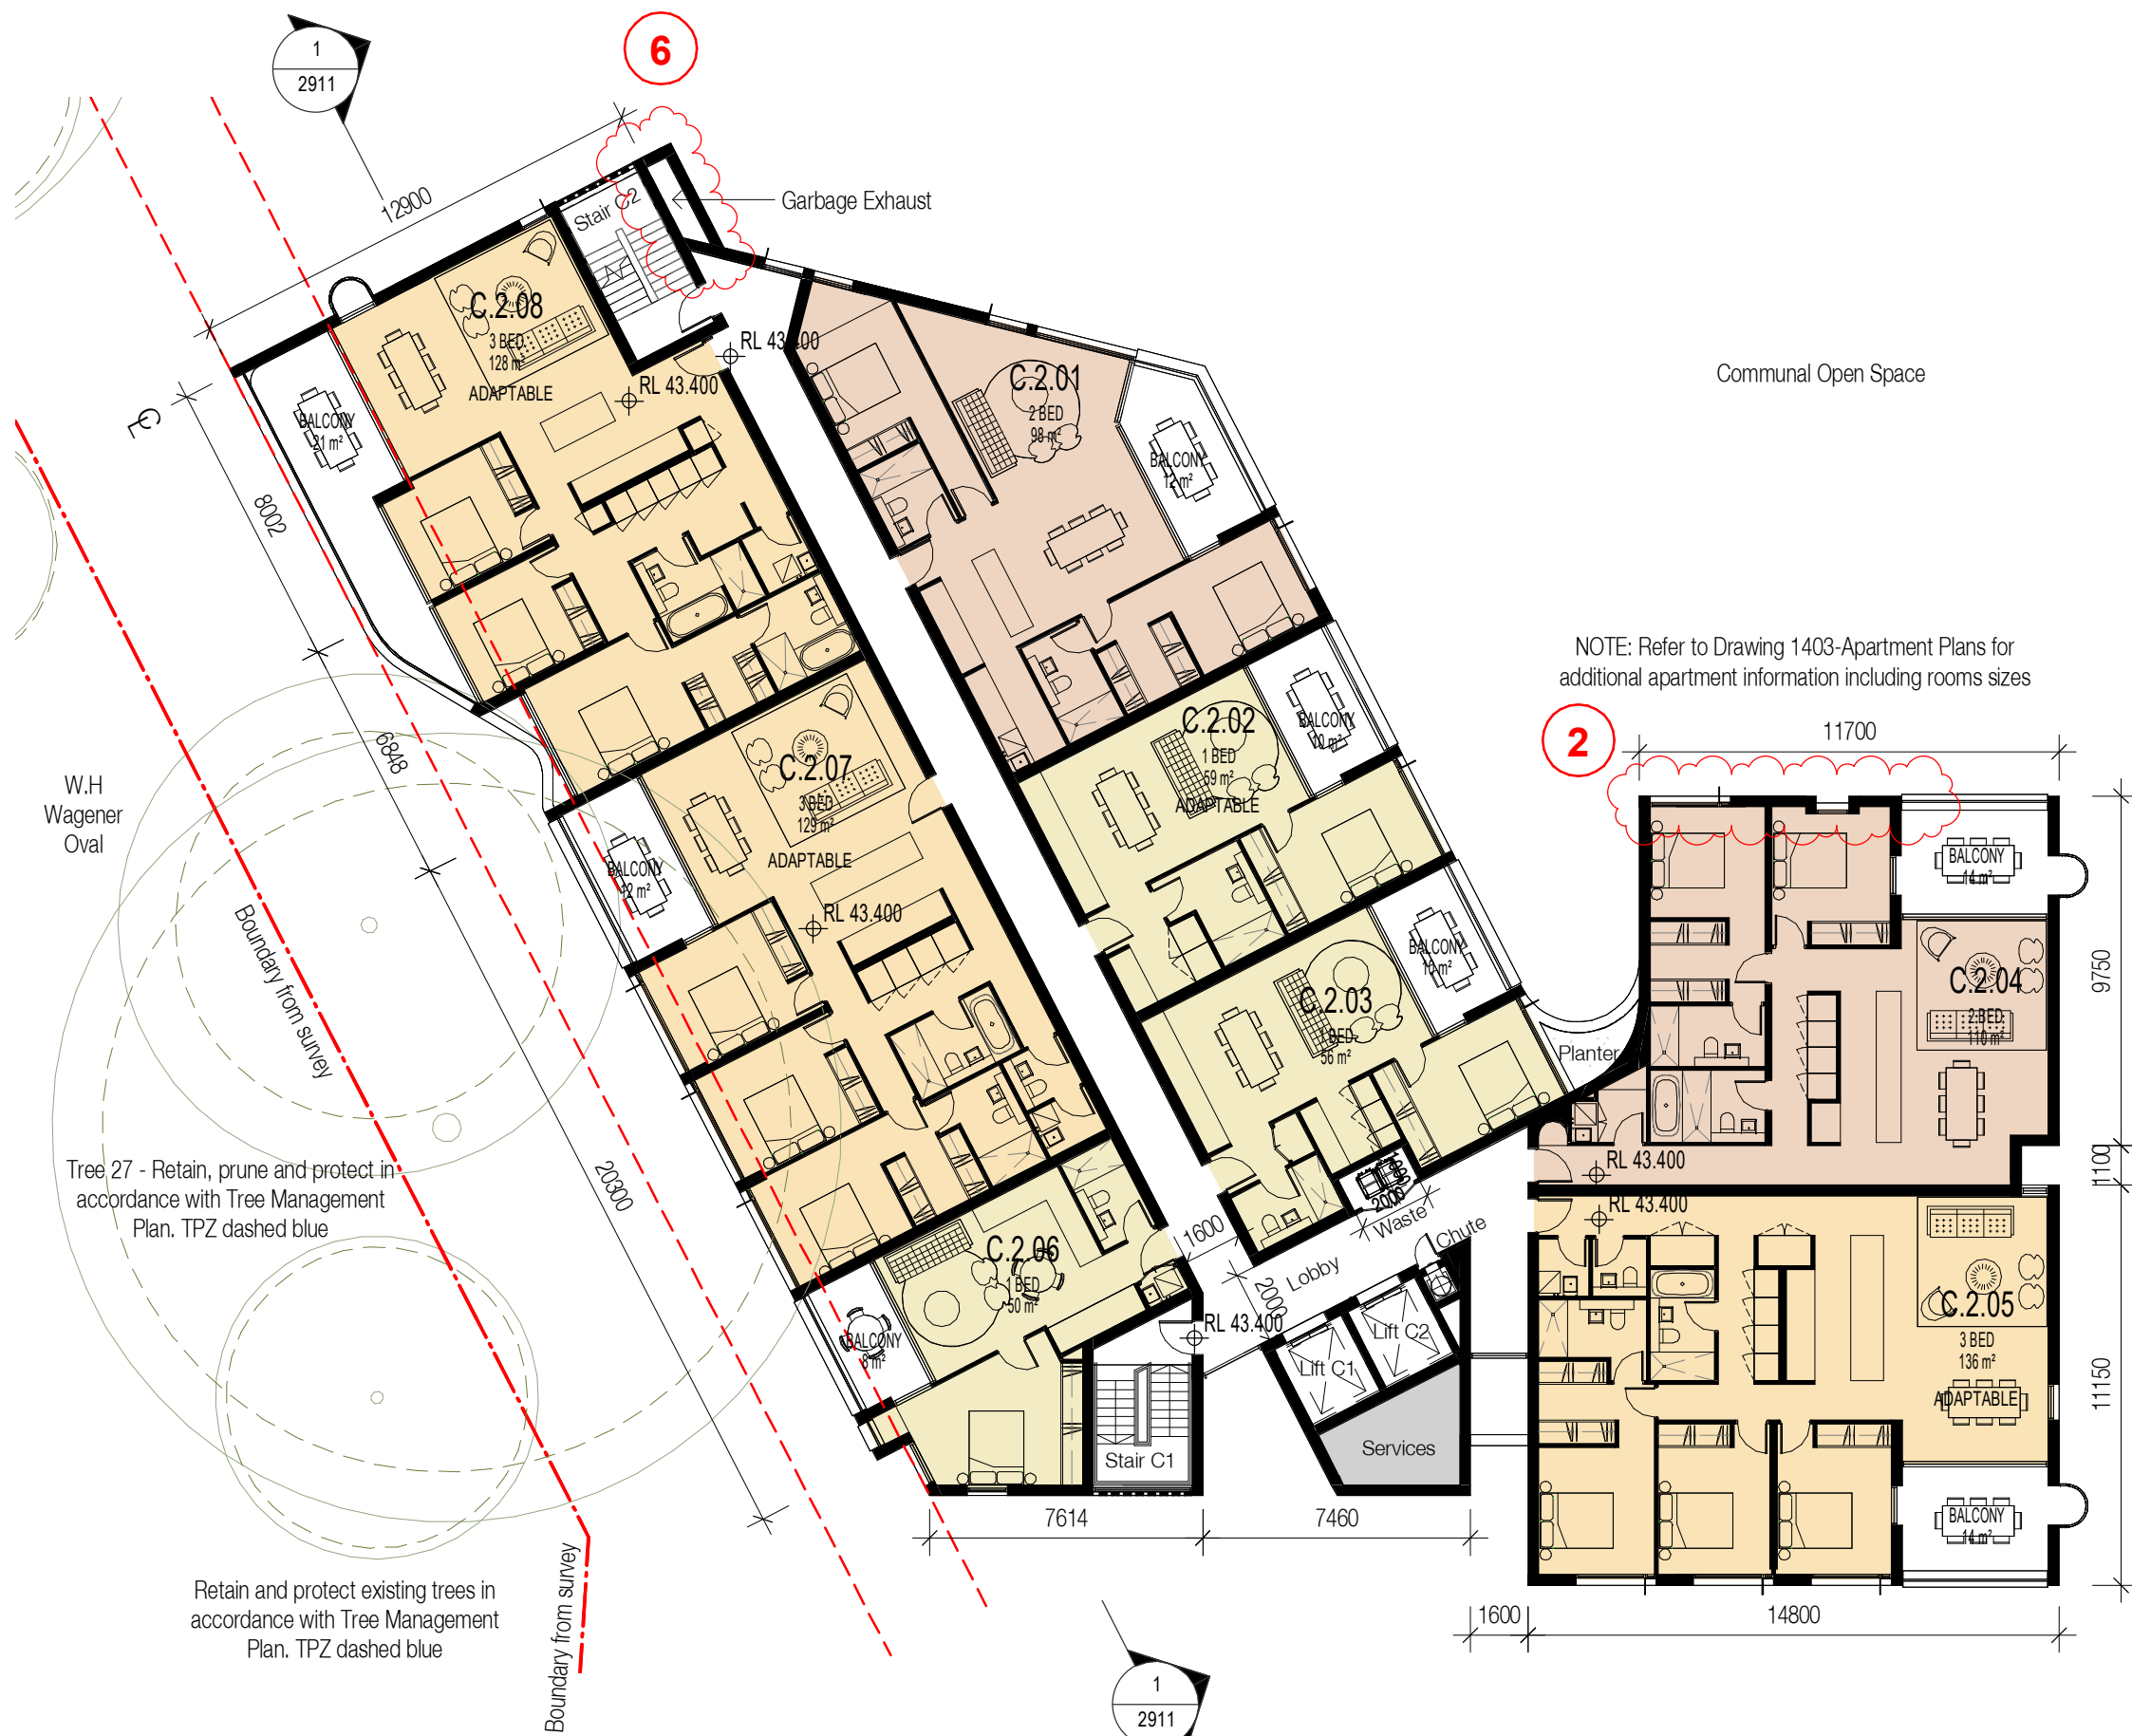 1
2911
6
12900
Stair C2
Garbage Exhaust
C.2.08
3 BED
128 m²
ADAPTABLE
RL 43.400
RL 43.400
BALCONY
21 m²
C.2.01
2 BED
98 m²
BALCONY
12 m²
Communal Open Space
CL
8002
6848
20300
NOTE: Refer to Drawing 1403-Apartment Plans for
additional apartment information including rooms sizes
2
11700
C.2.02
1 BED
59 m²
ADAPTABLE
BALCONY
10 m²
C.2.07
3 BED
129 m²
ADAPTABLE
BALCONY
12 m²
RL 43.400
W.H
Wagener
Oval
Boundary from survey
BALCONY
14 m²
9750
C.2.03
1 BED
56 m²
BALCONY
10 m²
C.2.04
2 BED
110 m²
Planter
RL 43.400
1100
Tree 27 - Retain, prune and protect in
accordance with Tree Management
Plan. TPZ dashed blue
2000
Waste
Chute
1600
Lobby
2000
RL 43.400
RL 43.400
C.2.06
1 BED
50 m²
BALCONY
8 m²
C.2.05
3 BED
136 m²
ADAPTABLE
11150
Lift C1
Lift C2
Services
Stair C1
BALCONY
14 m²
7614
7460
1600
14800
Retain and protect existing trees in
accordance with Tree Management
Plan. TPZ dashed blue
Boundary from survey
1
2911